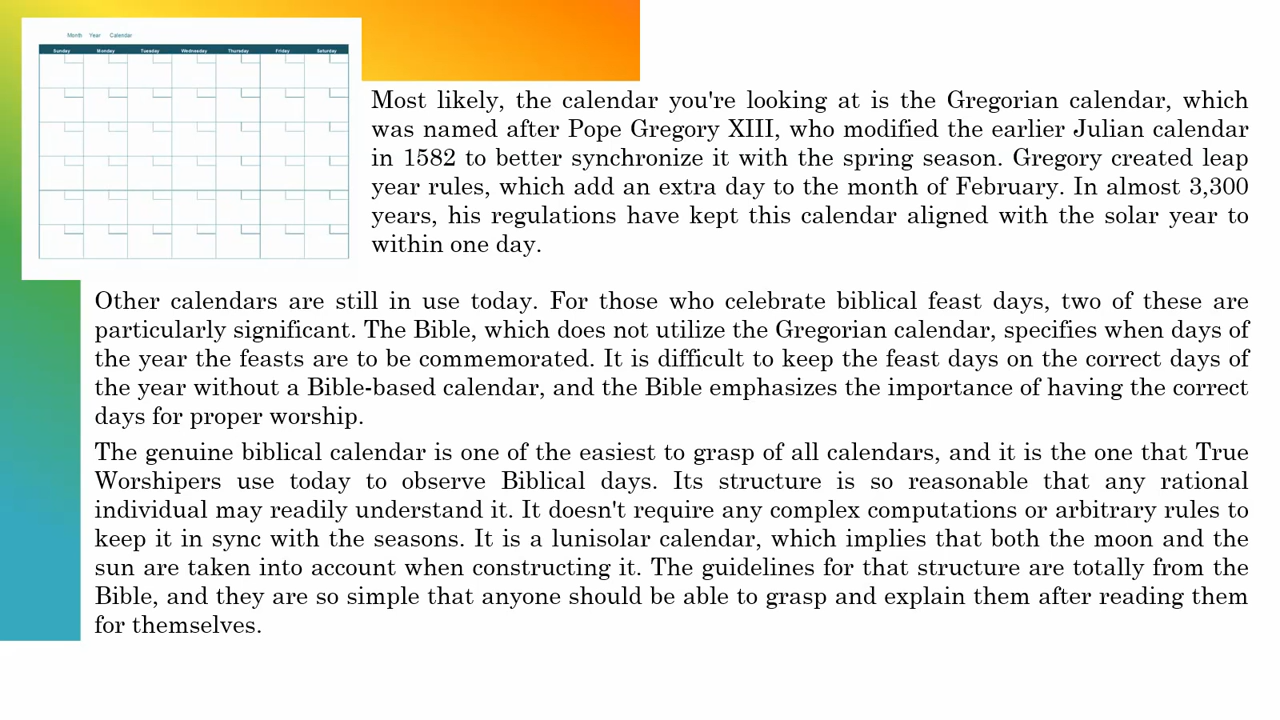 Month Year Calendar
Sunday Monday Tuesday Wednesday Thursday Friday Saturday
Most likely, the calendar you're looking at is the Gregorian calendar, which
was named after Pope Gregory XIII, who modified the earlier Julian calendar
in 1582 to better synchronize it with the spring season. Gregory created leap
year rules, which add an extra day to the month of February. In almost 3,300
years, his regulations have kept this calendar aligned with the solar year to
within one day.
Other calendars are still in use today. For those who celebrate biblical feast days, two of these are
particularly significant. The Bible, which does not utilize the Gregorian calendar, specifies when days of
the year the feasts are to be commemorated. It is difficult to keep the feast days on the correct days of
the year without a Bible-based calendar, and the Bible emphasizes the importance of having the correct
days for proper worship.
The genuine biblical calendar is one of the easiest to grasp of all calendars, and it is the one that True
Worshipers use today to observe Biblical days. Its structure is so reasonable that any rational
individual may readily understand it. It doesn't require any complex computations or arbitrary rules to
keep it in sync with the seasons. It is a lunisolar calendar, which implies that both the moon and the
sun are taken into account when constructing it. The guidelines for that structure are totally from the
Bible, and they are so simple that anyone should be able to grasp and explain them after reading them
for themselves.